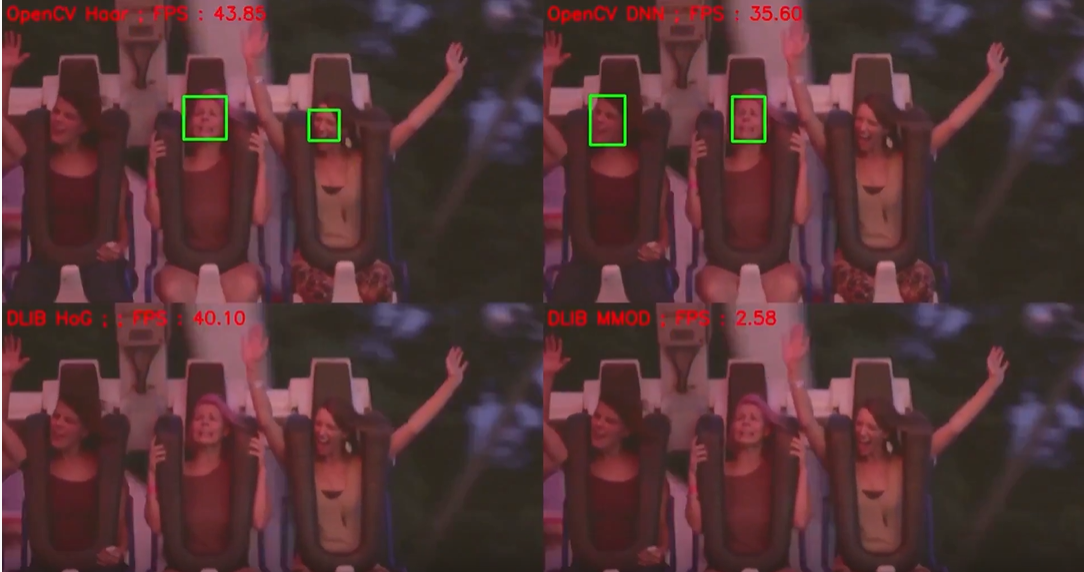 OpenCV Haar ; FPS : 43.85
OpenCV DNN ; FPS : 35.60
DLIB HoG ; ; FPS : 40.10
DLIB MMOD ; FPS : 2.58